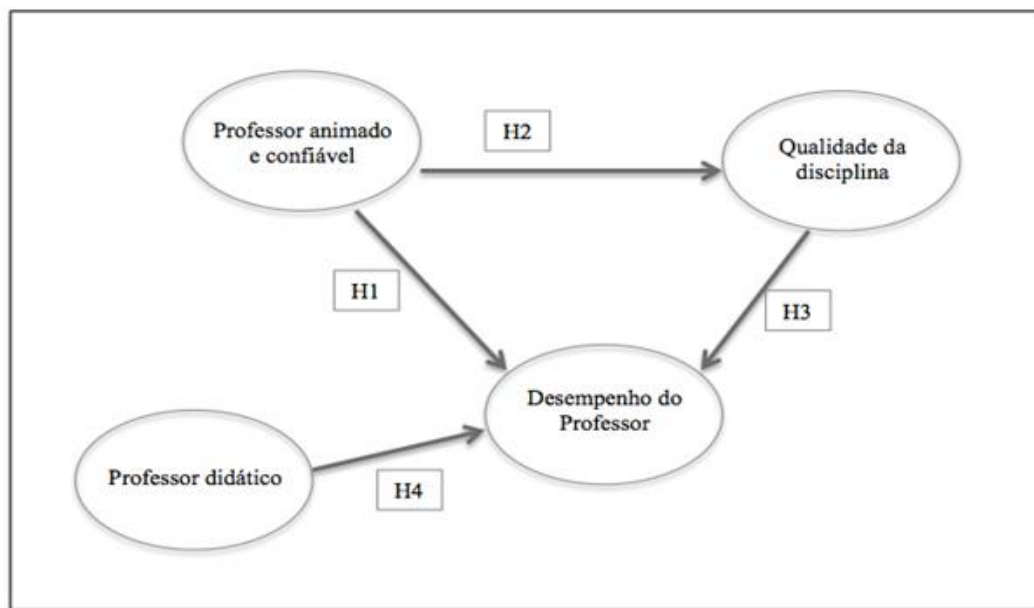 Professor animado
e confiável
H2
Qualidade da
disciplina
H1
H3
Desempenho do
Professor
Professor didático
H4